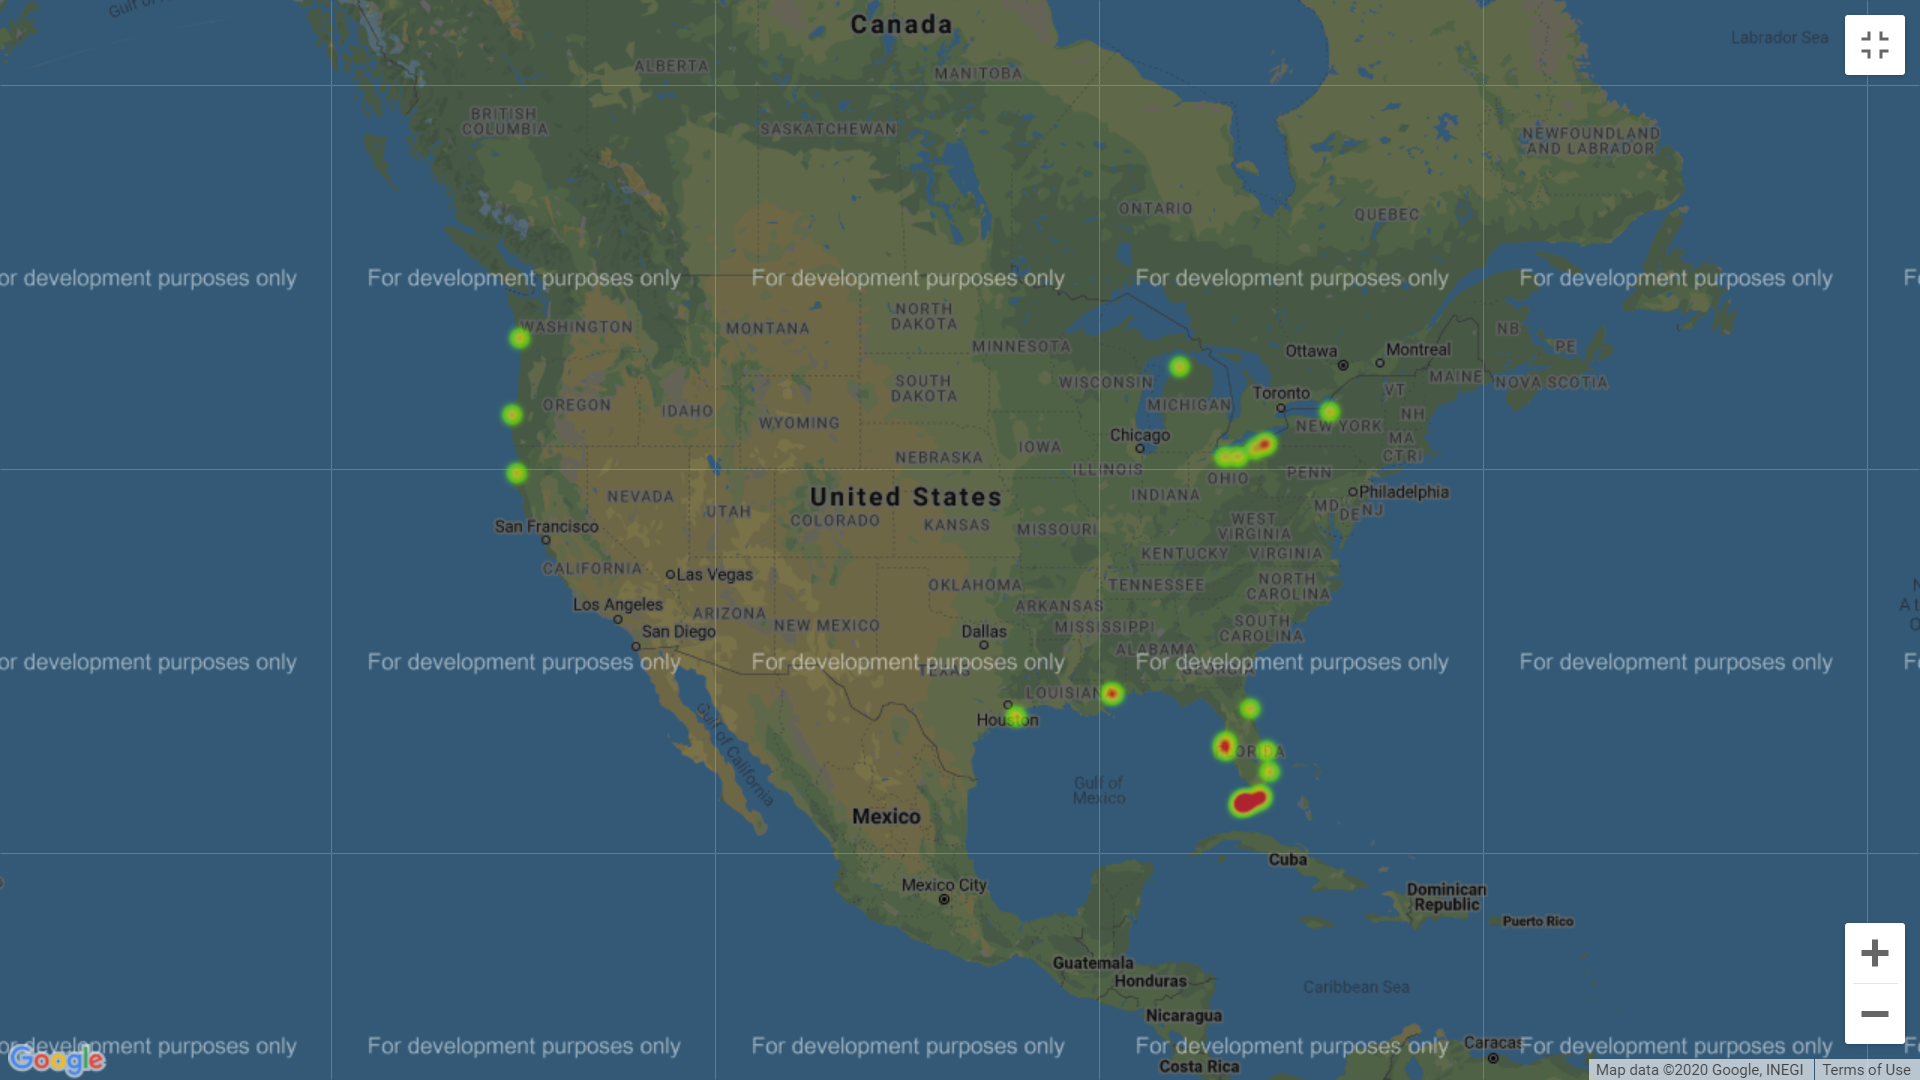 Canada
Labrador Sea
ALBERTA
MANITOBA
BRITISH
COLUMBIA
SASKATCHEWAN
NEWFOUNDLAND
AND LABRADOR
ONTARIO
QUEBEC
or development purposes only
For development purposes only
For development purposes only
For development purposes only
For development purposes only
WASHINGTON
MONTANA
NORTH
DAKOTA
MINNESOTA
Ottawa
Montreal
NB
PE
NOVA SCOTIA
MAINE
VT
NH
MA
CT RI
WISCONSIN
MICHIGAN
Toronto
NEW YORK
OREGON
IDAHO
WYOMING
SOUTH
DAKOTA
Chicago
IOWA
NEBRASKA
ILLINOIS
INDIANA
OHIO
PENN
Philadelphia
MD
DE
NJ
NEVADA
UTAH
United States
COLORADO
KANSAS
MISSOURI
WEST
VIRGINIA
KENTUCKY
VIRGINIA
San Francisco
CALIFORNIA
Las Vegas
Los Angeles
San Diego
ARIZONA
NEW MEXICO
OKLAHOMA
ARKANSAS
TENNESSEE
NORTH
CAROLINA
SOUTH
CAROLINA
MISSISSIPPI
ALABAMA
GEORGIA
Dallas
TEXAS
or development purposes only
For development purposes only
For development purposes only
For development purposes only
For development purposes only
LOUISIAN
Houston
ORIDA
Gulf of California
Gulf of
Mexico
Mexico
Mexico City
Cuba
Dominican
Republic
Puerto Rico
Guatemala
Honduras
Caribbean Sea
Nicaragua
Costa Rica
Caracas
or development purposes only
For development purposes only
For development purposes only
For development purposes only
For development purposes only
Google
Map data ©2020 Google, INEGI
Terms of Use